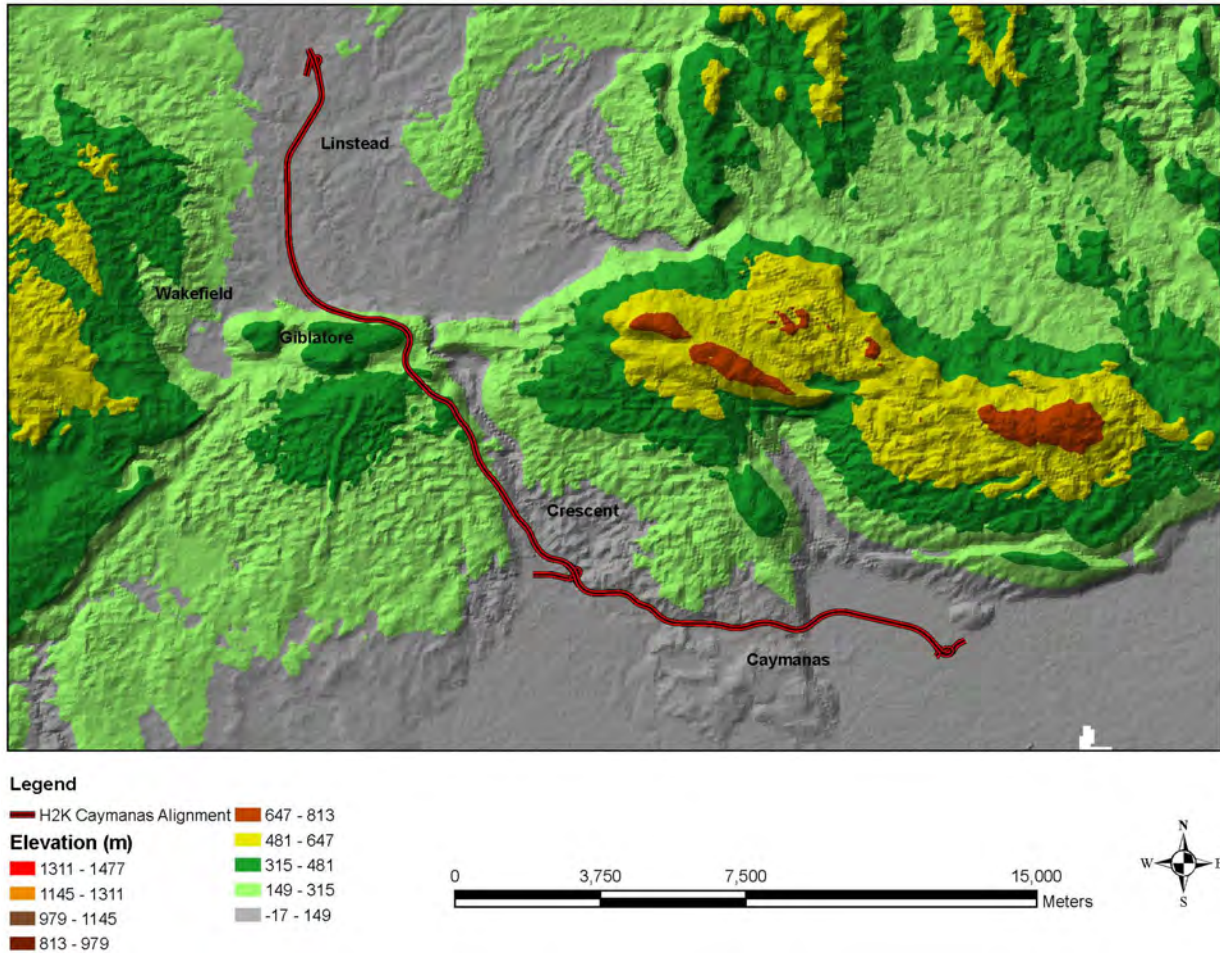 Linstead
Wakefield
Giblatore
Crescent
Caymanas
Legend
H2K Caymanas Alignment
Elevation (m)
1311 - 1477
1145 - 1311
979 - 1145
813 - 979
647 - 813
481 - 647
315 - 481
149 - 315
-17 - 149
0 3,750 7,500 15,000
Meters
N
W E
S